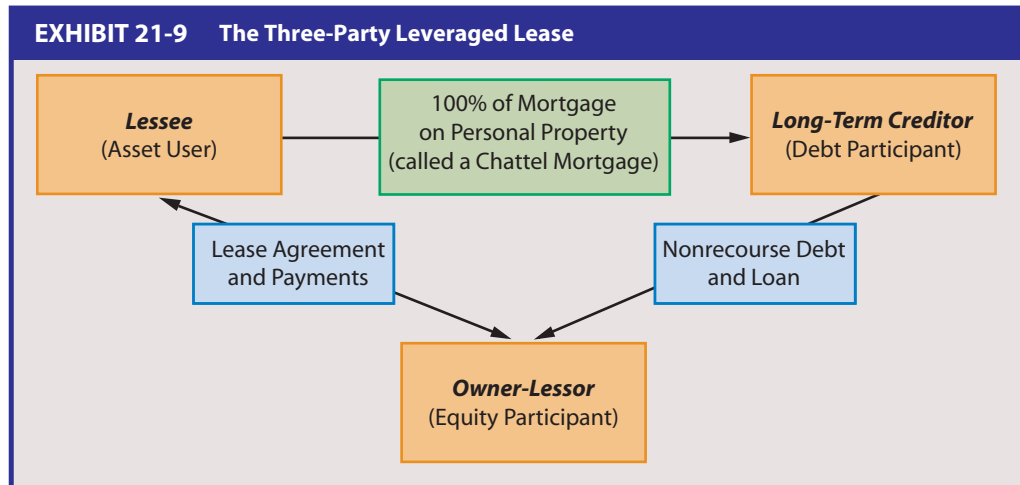 EXHIBIT 21-9 The Three-Party Leveraged Lease
Lessee
(Asset User)
100% of Mortgage
on Personal Property
(called a Chattel Mortgage)
Long-Term Creditor
(Debt Participant)
Lease Agreement
and Payments
Nonrecourse Debt
and Loan
Owner-Lessor
(Equity Participant)